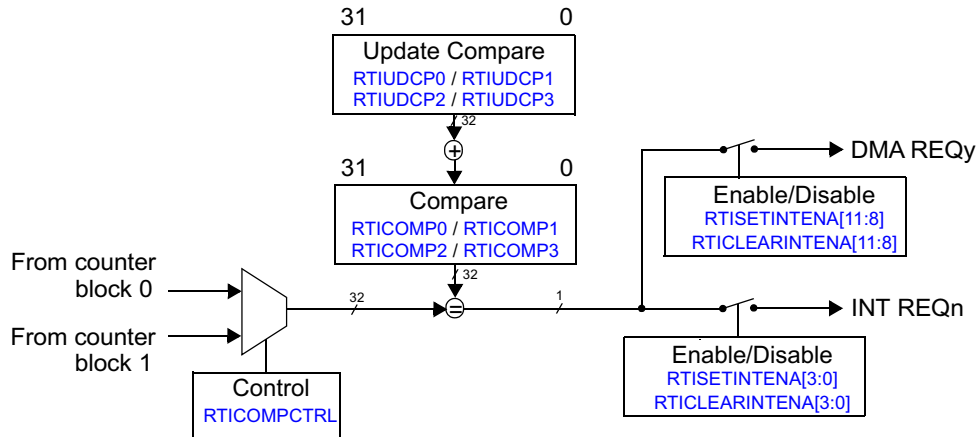 31 0
Update Compare
RTIUDCP0 / RTIUDCP1
RTIUDCP2 / RTIUDCP3
32
+
31 0
Compare
RTICOMP0 / RTICOMP1
RTICOMP2 / RTICOMP3
32
DMA REQy
Enable/Disable
RTISETINTENA[11:8]
RTICLEARINTENA[11:8]
From counter
block 0
32
=
1
INT REQn
From counter
block 1
Control
RTICOMPCTRL
Enable/Disable
RTISETINTENA[3:0]
RTICLEARINTENA[3:0]